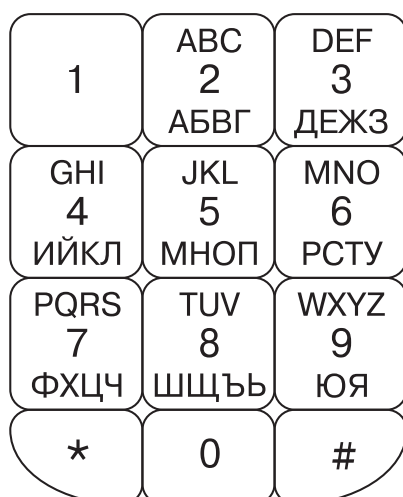 ABC DEF
1 2 3
АБВГ ДЕЖЗ
GHI JKL MNO
4 5 6
ИЙКЛ МНОП РСТУ
PQRS TUV WXYZ
7 8 9
ФХЦЧ ШЩЪЬ ЮЯ
* 0 #